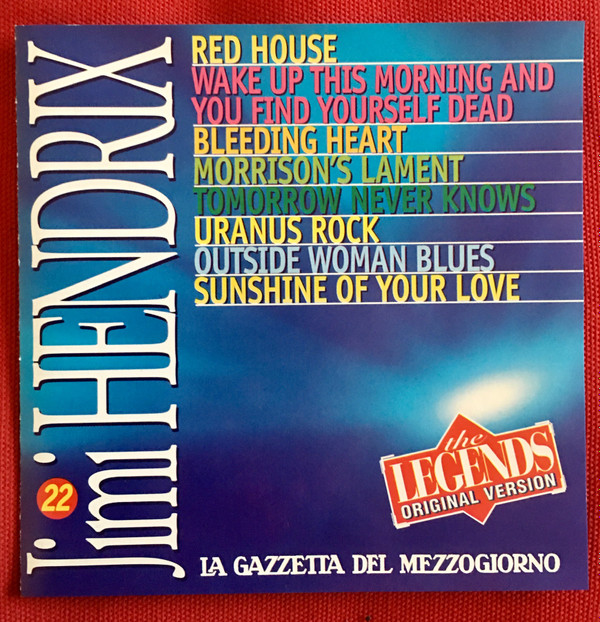 Jimi HENDRIX
22
RED HOUSE
WAKE UP THIS MORNING AND
YOU FIND YOURSELF DEAD
BLEEDING HEART
MORRISON'S LAMENT
TOMORROW NEVER KNOWS
URANUS ROCK
OUTSIDE WOMAN BLUES
SUNSHINE OF YOUR LOVE
the
LEGENDS
ORIGINAL VERSION
LA GAZZETTA DEL MEZZOGIORNO